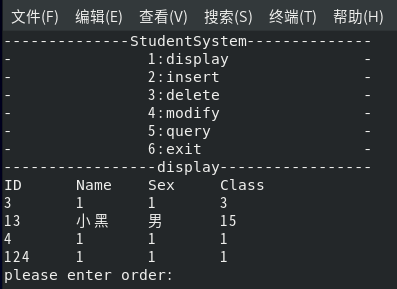 文件(F) 编辑(E) 查看(V) 搜索(S) 终端(T) 帮助(H)
--------------StudentSystem--------------
- 1:display -
- 2:insert -
- 3:delete -
- 4:modify -
- 5:query -
- 6:exit -
-----------------display-----------------
ID Name Sex Class
3 1 1 3
13 小黑 男 15
4 1 1 1
124 1 1 1
please enter order: